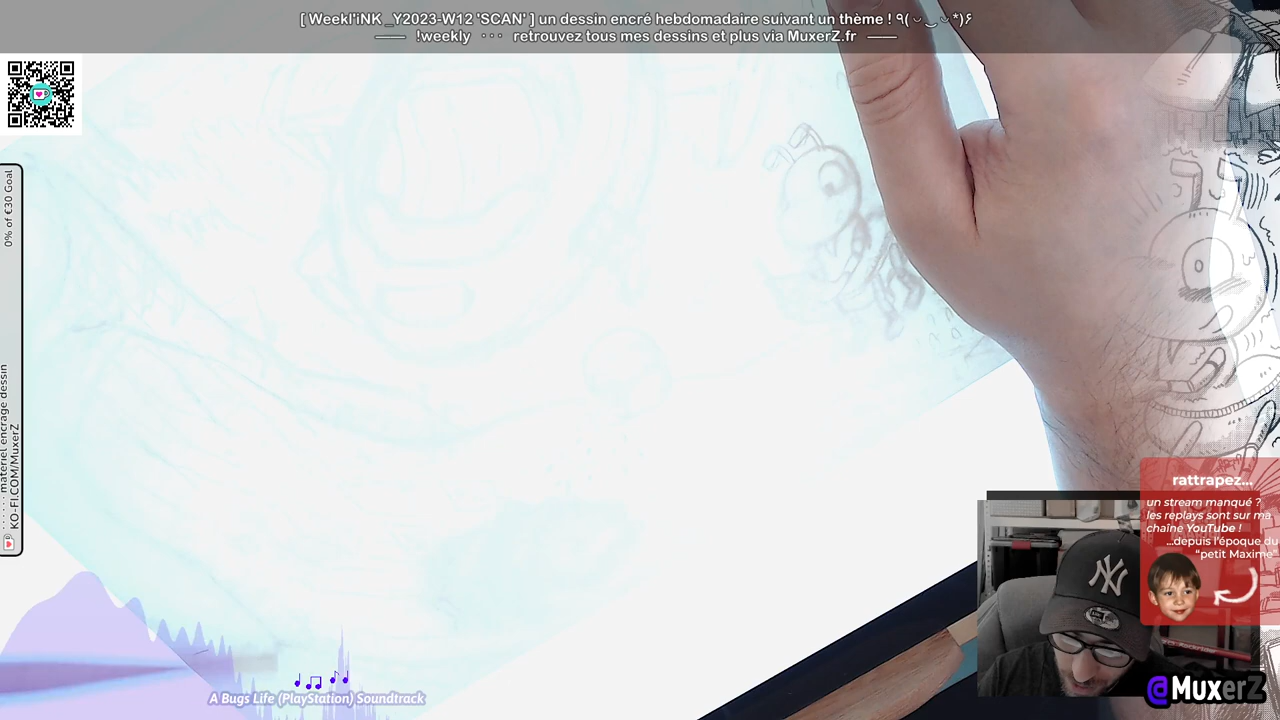 [ Weekl'iNK _Y2023-W12 'SCAN' ] un dessin encré hebdomadaire suivant un thème ! ٩(◡‿◡*)۶
—— !weekly ··· retrouvez tous mes dessins et plus via MuxerZ.fr ——
0% of €30 Goal
matériel encrage dessin
KO-FI.COM/MuxerZ
rattrapez...
un stream manqué ?
les replays sont sur ma
chaîne YouTube !
...depuis l'époque du
"petit Maxime"
NY
A Bugs Life (PlayStation) Soundtrack
@MuxerZ